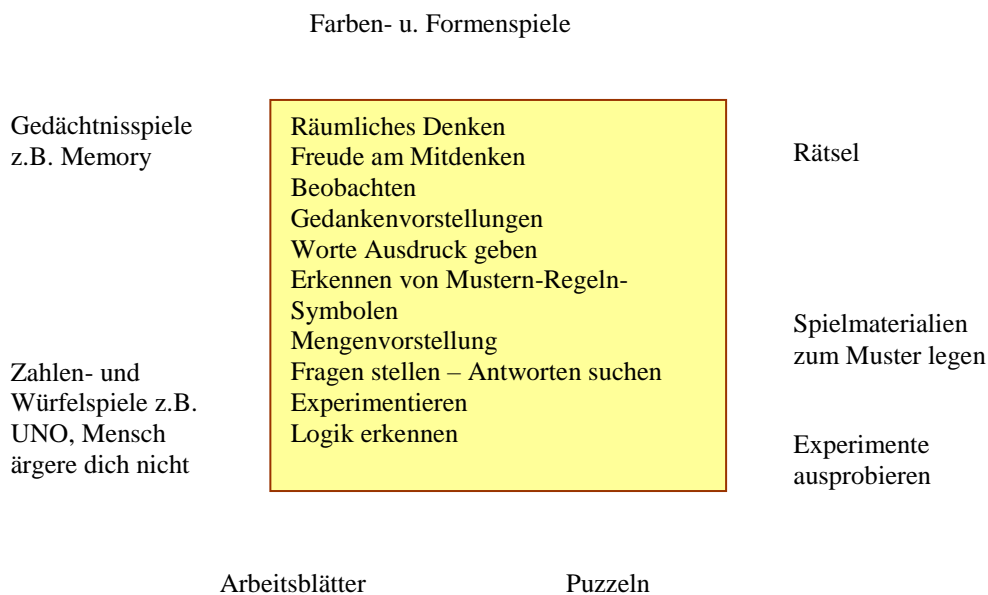 Farben- u. Formenspiele
Gedächtnisspiele
z.B. Memory
Räumliches Denken
Freude am Mitdenken
Beobachten
Gedankenvorstellungen
Worte Ausdruck geben
Erkennen von Mustern-Regeln-
Symbolen
Mengenvorstellung
Fragen stellen – Antworten suchen
Experimentieren
Logik erkennen
Rätsel
Spielmaterialien
zum Muster legen
Zahlen- und
Würfelspiele z.B.
UNO, Mensch
ärgere dich nicht
Experimente
ausprobieren
Arbeitsblätter
Puzzeln